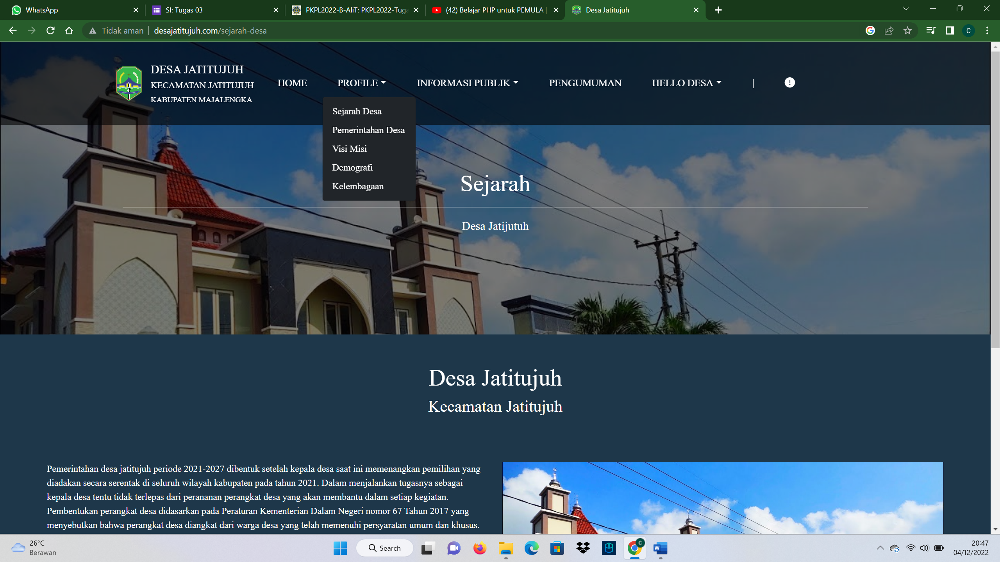 WhatsApp
SI: Tugas 03
PKPL2022-B-AliT: PKPL2022-Tuga
(42) Belajar PHP untuk PEMULA |
Desa Jatitujuh
Tidak aman
desajatitujuh.com/sejarah-desa
C
DESA JATITUJUH
KECAMATAN JATITUJUH
KABUPATEN MAJALENGKA
HOME
PROFILE
INFORMASI PUBLIK
PENGUMUMAN
HELLO DESA
|
Sejarah Desa
Pemerintahan Desa
Visi Misi
Demografi
Kelembagaan
Sejarah
Desa Jatijutuh
Desa Jatitujuh
Kecamatan Jatitujuh
Pemerintahan desa jatitujuh periode 2021-2027 dibentuk setelah kepala desa saat ini memenangkan pemilihan yang
diadakan secara serentak di seluruh wilayah kabupaten pada tahun 2021. Dalam menjalankan tugasnya sebagai
kepala desa tentu tidak terlepas dari perananan perangkat desa yang akan membantu dalam setiap kegiatan.
Pembentukan perangkat desa didasarkan pada Peraturan Kementerian Dalam Negeri nomor 67 Tahun 2017 yang
menyebutkan bahwa perangkat desa diangkat dari warga desa yang telah memenuhi persyaratan umum dan khusus.
26°C
Berawan
Search
C
20:47
04/12/2022